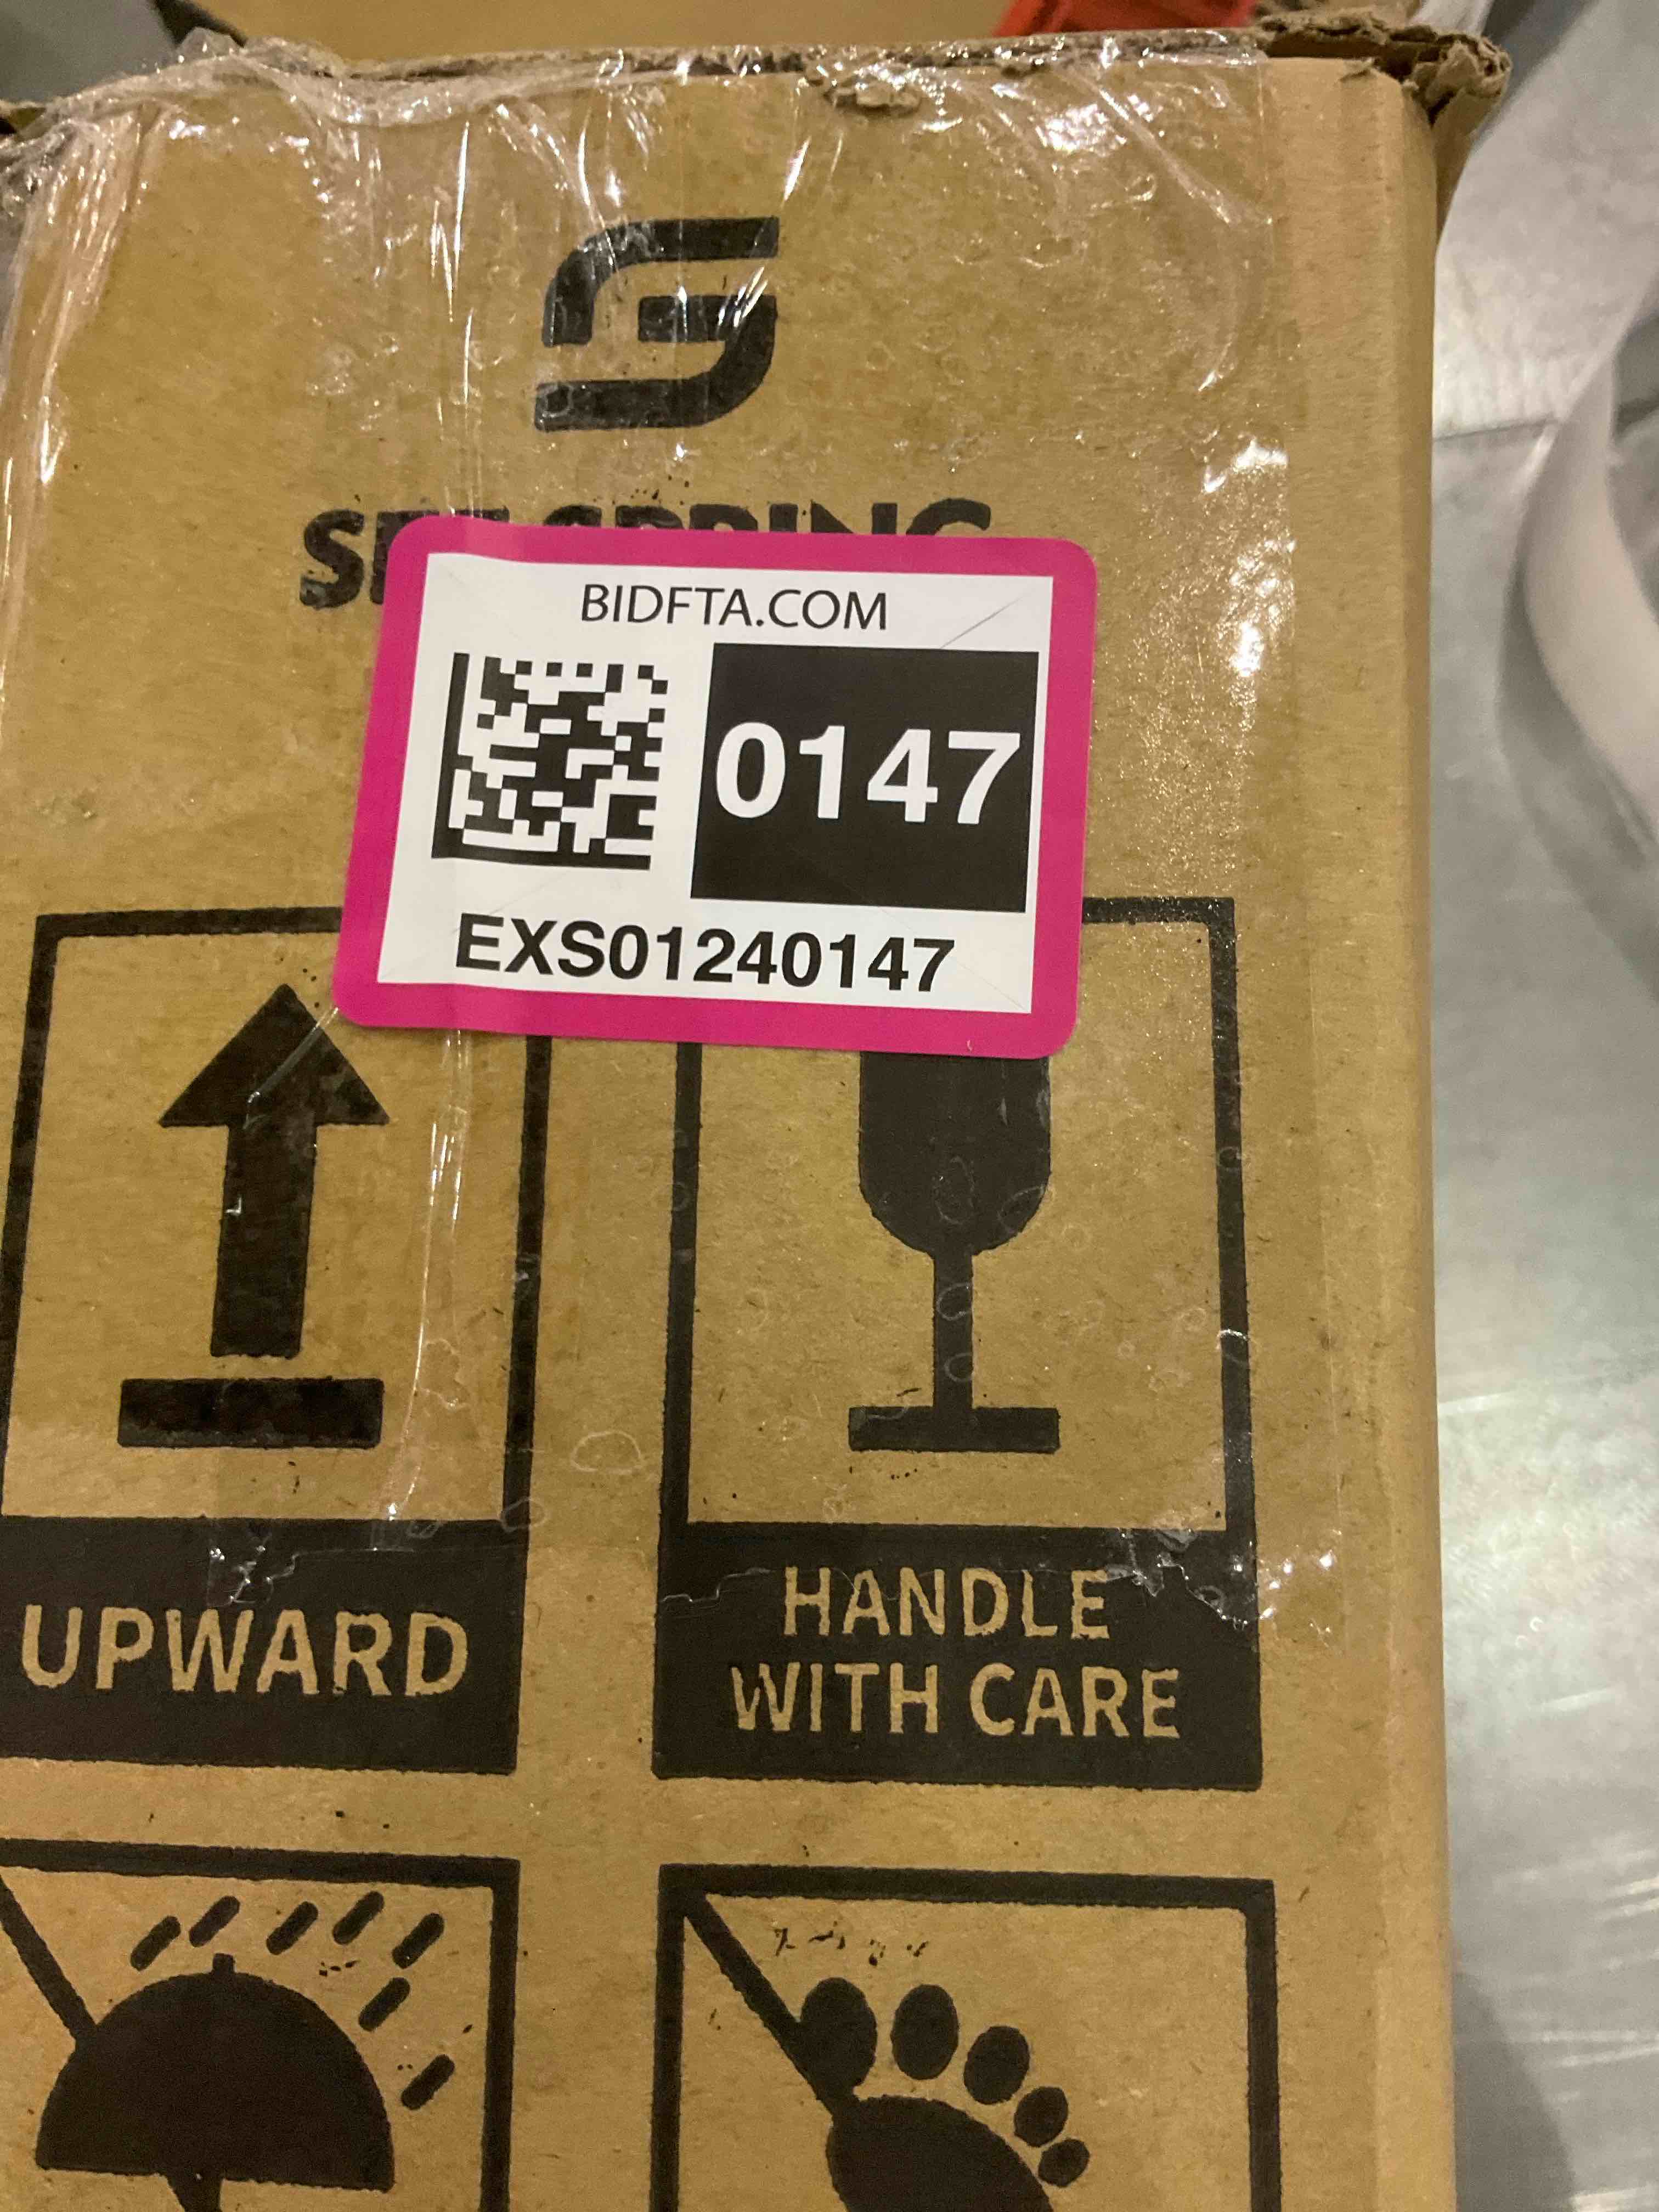 BIDFTA.COM
0147
EXS01240147
UPWARD
HANDLE
WITH CARE